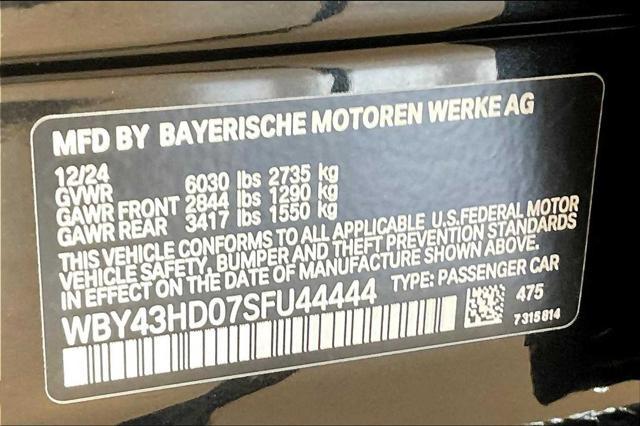 MFD BY BAYERISCHE MOTOREN WERKE AG
12/24
GVWR 6030 lbs 2735 kg
GAWR FRONT 2844 lbs 1290 kg
GAWR REAR 3417 lbs 1550 kg
THIS VEHICLE CONFORMS TO ALL APPLICABLE U.S.FEDERAL MOTOR
VEHICLE SAFETY, BUMPER AND THEFT PREVENTION STANDARDS
IN EFFECT ON THE DATE OF MANUFACTURE SHOWN ABOVE.
WBY43HD07SFU44444 TYPE: PASSENGER CAR
475
7315814